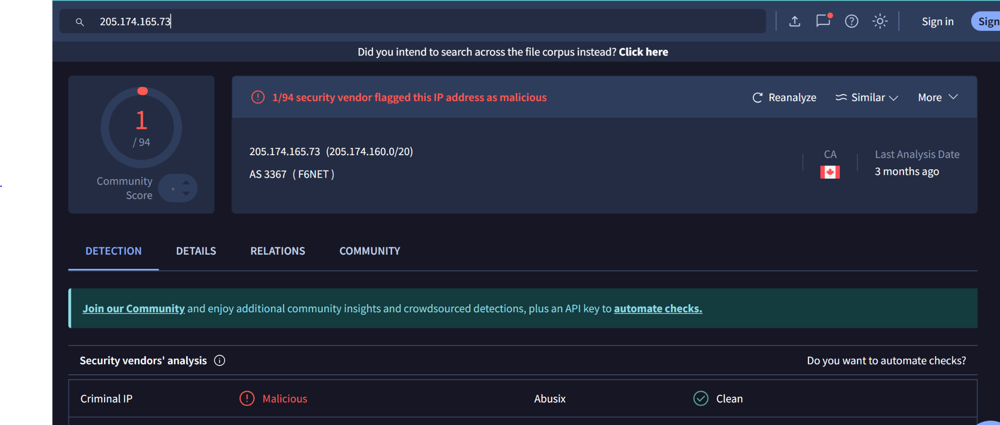 205.174.165.73
Sign in
Sign
Did you intend to search across the file corpus instead? Click here
1
/ 94
Community
Score
1/94 security vendor flagged this IP address as malicious
Reanalyze
Similar
More
205.174.165.73 (205.174.160.0/20)
AS 3367 ( F6NET )
CA
Last Analysis Date
3 months ago
DETECTION
DETAILS
RELATIONS
COMMUNITY
Join our Community and enjoy additional community insights and crowdsourced detections, plus an API key to automate checks.
Security vendors' analysis
Do you want to automate checks?
Criminal IP
Malicious
Abusix
Clean